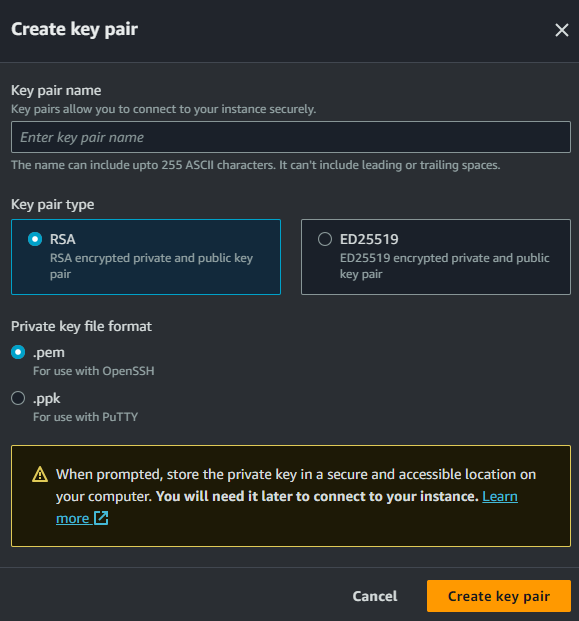 Create key pair
Key pair name
Key pairs allow you to connect to your instance securely.
Enter key pair name
The name can include upto 255 ASCII characters. It can't include leading or trailing spaces.
Key pair type
RSA
RSA encrypted private and public key
pair
ED25519
ED25519 encrypted private and public
key pair
Private key file format
.pem
For use with OpenSSH
.ppk
For use with PuTTY
When prompted, store the private key in a secure and accessible location on
your computer. You will need it later to connect to your instance. Learn
more
Cancel
Create key pair